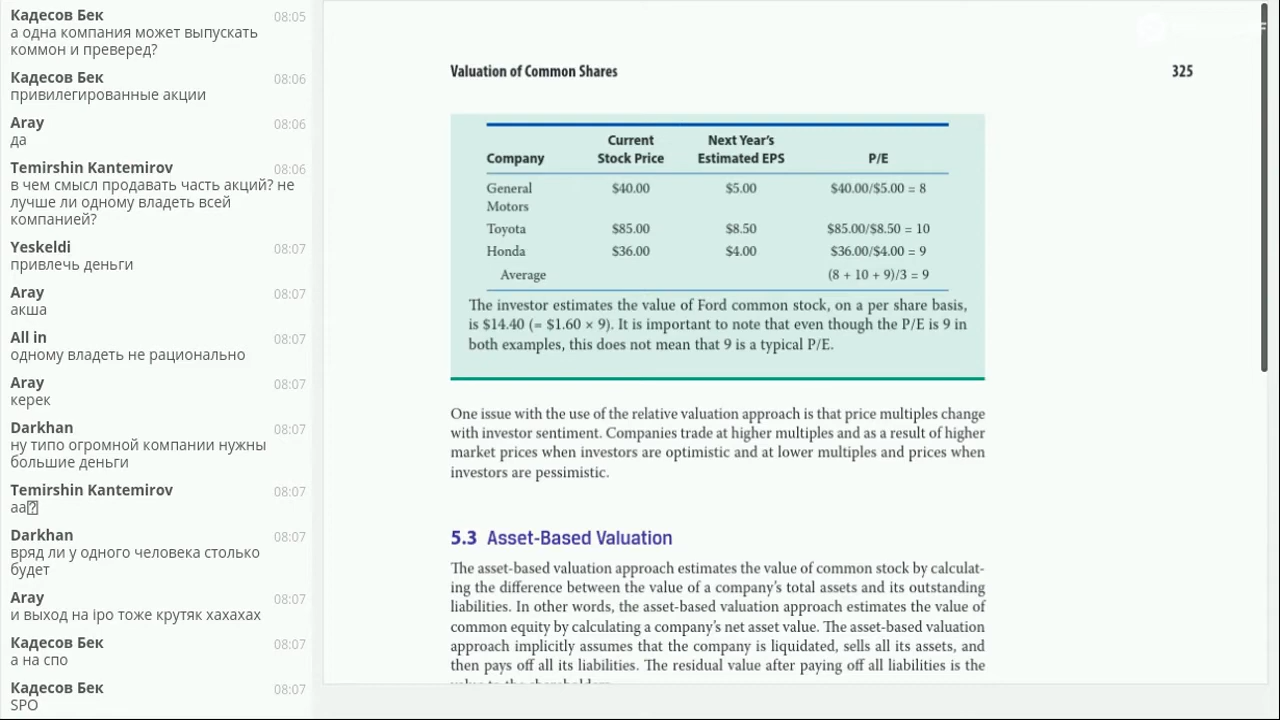 Кадесов Бек 08:05
а одна компания может выпускать
коммон и преверед?
Кадесов Бек 08:06
привилегированные акции
Aray 08:06
да
Temirshin Kantemirov 08:06
в чем смысл продавать часть акций? не
лучше ли одному владеть всей
компанией?
Yeskeldi 08:07
привлечь деньги
Aray 08:07
акша
All in 08:07
одному владеть не рационально
Aray 08:07
керек
Darkhan 08:07
ну типо огромной компании нужны
большие деньги
Temirshin Kantemirov 08:07
аа
Darkhan 08:07
вряд ли у одного человека столько
будет
Aray 08:07
и выход на ipo тоже крутяк хахахах
Кадесов Бек 08:07
а на спо
Кадесов Бек 08:07
SPO
Valuation of Common Shares 325
Current Next Year's
Company Stock Price Estimated EPS P/E
General $40.00 $5.00 $40.00/$5.00 = 8
Motors
Toyota $85.00 $8.50 $85.00/$8.50 = 10
Honda $36.00 $4.00 $36.00/$4.00 = 9
Average (8 + 10 + 9)/3 = 9
The investor estimates the value of Ford common stock, on a per share basis,
is $14.40 (= $1.60 × 9). It is important to note that even though the P/E is 9 in
both examples, this does not mean that 9 is a typical P/E.
One issue with the use of the relative valuation approach is that price multiples change
with investor sentiment. Companies trade at higher multiples and as a result of higher
market prices when investors are optimistic and at lower multiples and prices when
investors are pessimistic.
5.3 Asset-Based Valuation
The asset-based valuation approach estimates the value of common stock by calculat-
ing the difference between the value of a company's total assets and its outstanding
liabilities. In other words, the asset-based valuation approach estimates the value of
common equity by calculating a company's net asset value. The asset-based valuation
approach implicitly assumes that the company is liquidated, sells all its assets, and
then pays off all its liabilities. The residual value after paying off all liabilities is the